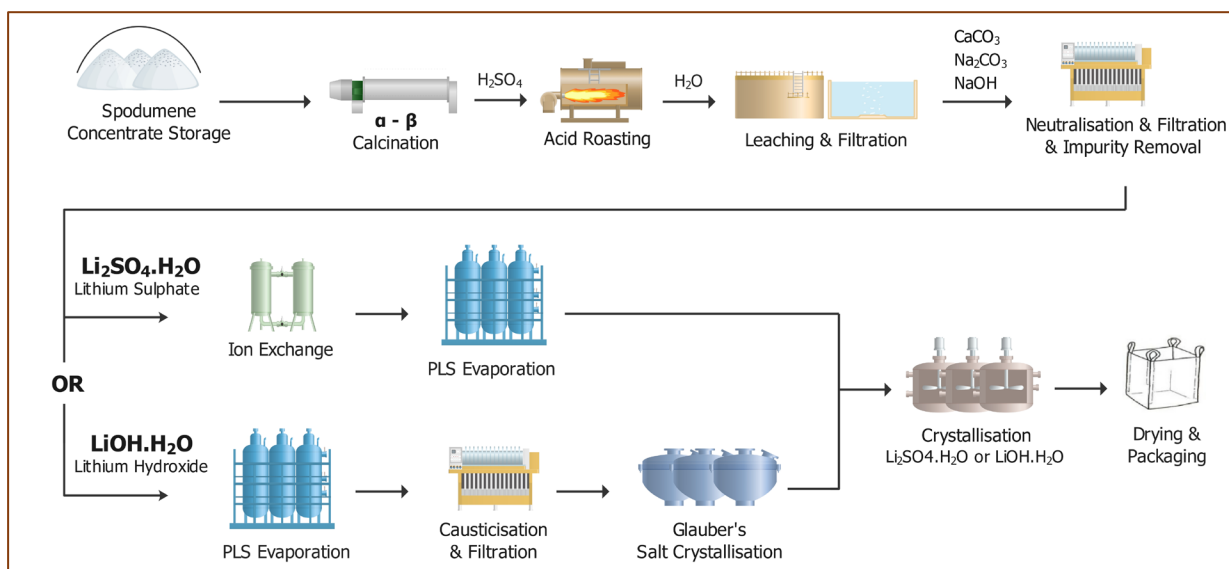 Spodumene
Concentrate Storage
α - β
Calcination
H₂SO₄
Acid Roasting
H₂O
Leaching & Filtration
CaCO₃
Na₂CO₃
NaOH
Neutralisation & Filtration
& Impurity Removal
Li₂SO₄.H₂O
Lithium Sulphate
Ion Exchange
PLS Evaporation
OR
LiOH.H₂O
Lithium Hydroxide
PLS Evaporation
Causticisation
& Filtration
Glauber's
Salt Crystallisation
Crystallisation
Li₂SO4.H₂O or LiOH.H₂O
Drying &
Packaging